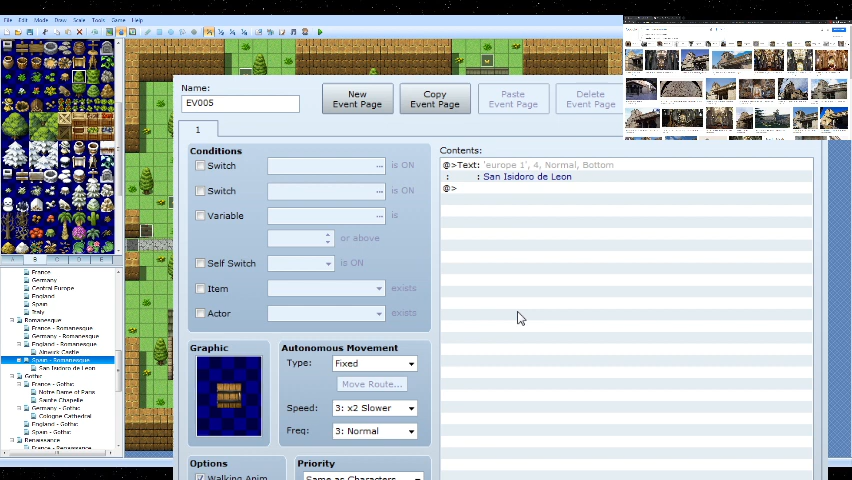 File Edit Mode Draw Scale Tools Game Help
Name:
EV005
New
Event Page
Copy
Event Page
Paste
Event Page
Delete
Event Page
1
Conditions
Switch ... is ON
Switch ... is ON
Variable ... is
or above
Self Switch is ON
Item exists
Actor exists
Graphic
Autonomous Movement
Type: Fixed
Move Route...
Speed: 3: x2 Slower
Freq: 3: Normal
Options
Walking Anim
Priority
Same as Characters
Contents:
@>Text: 'europe 1', 4, Normal, Bottom
: : San Isidoro de Leon
@>
A B C D E
France
Germany
Central Europe
England
Spain
Italy
Romanesque
France - Romanesque
Germany - Romanesque
England - Romanesque
Alnwick Castle
Spain - Romanesque
San Isidoro de Leon
Gothic
France - Gothic
Notre Dame of Paris
Sainte Chapelle
Germany - Gothic
Cologne Cathedral
England - Gothic
Spain - Gothic
Renaissance
France - Renaissance